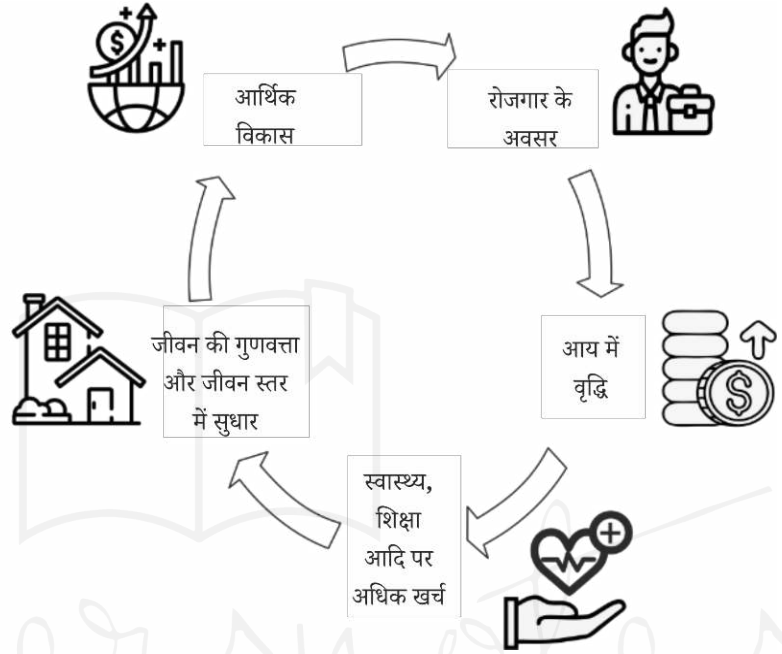 आर्थिक
विकास
रोजगार के
अवसर
आय में
वृद्धि
स्वास्थ्य,
शिक्षा
आदि पर
अधिक खर्च
जीवन की गुणवत्ता
और जीवन स्तर
में सुधार